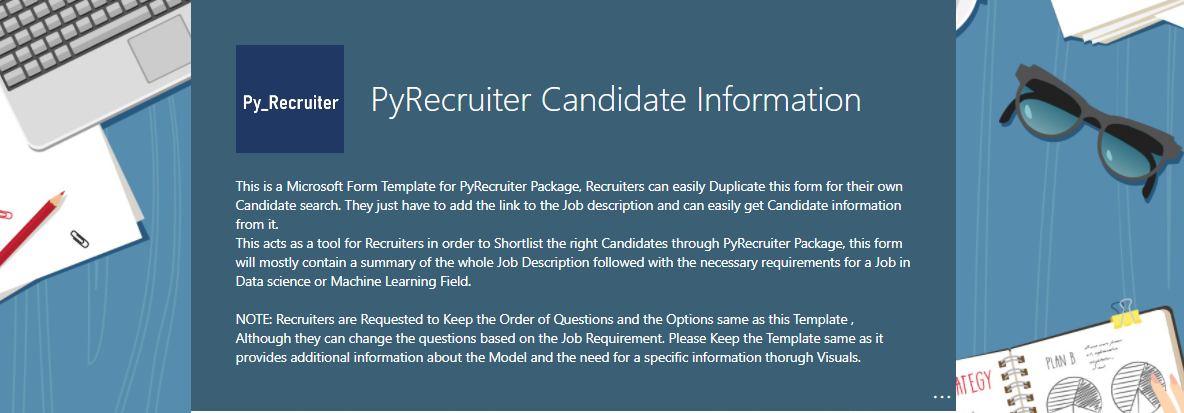 Py_Recruiter
PyRecruiter Candidate Information
This is a Microsoft Form Template for PyRecruiter Package, Recruiters can easily Duplicate this form for their own
Candidate search. They just have to add the link to the Job description and can easily get Candidate information
from it.
This acts as a tool for Recruiters in order to Shortlist the right Candidates through PyRecruiter Package, this form
will mostly contain a summary of the whole Job Description followed with the necessary requirements for a Job in
Data science or Machine Learning Field.
NOTE: Recruiters are Requested to Keep the Order of Questions and the Options same as this Template ,
Although they can change the questions based on the Job Requirement. Please Keep the Template same as it
provides additional information about the Model and the need for a specific information thorugh Visuals.
...
ATEGY
PLAN B